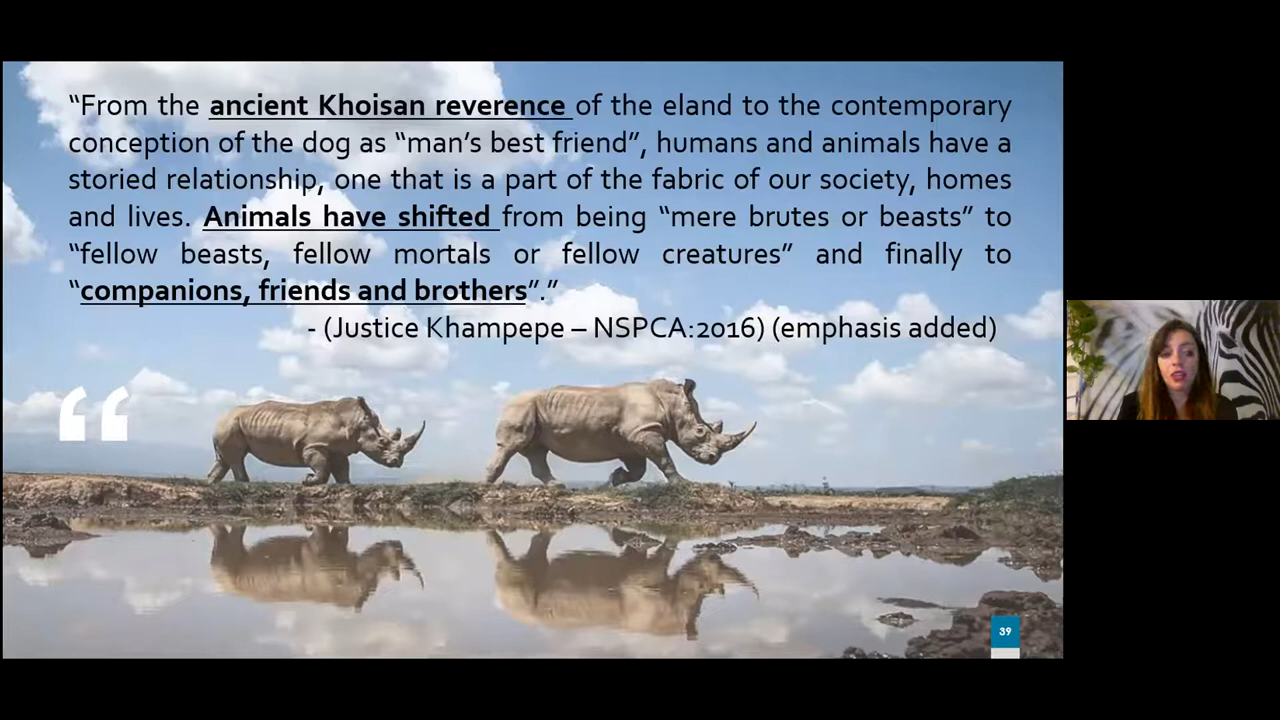 “From the ancient Khoisan reverence of the eland to the contemporary
conception of the dog as “man’s best friend”, humans and animals have a
storied relationship, one that is a part of the fabric of our society, homes
and lives. Animals have shifted from being “mere brutes or beasts” to
“fellow beasts, fellow mortals or fellow creatures” and finally to
“companions, friends and brothers”.”
- (Justice Khampepe – NSPCA:2016) (emphasis added)
“
39